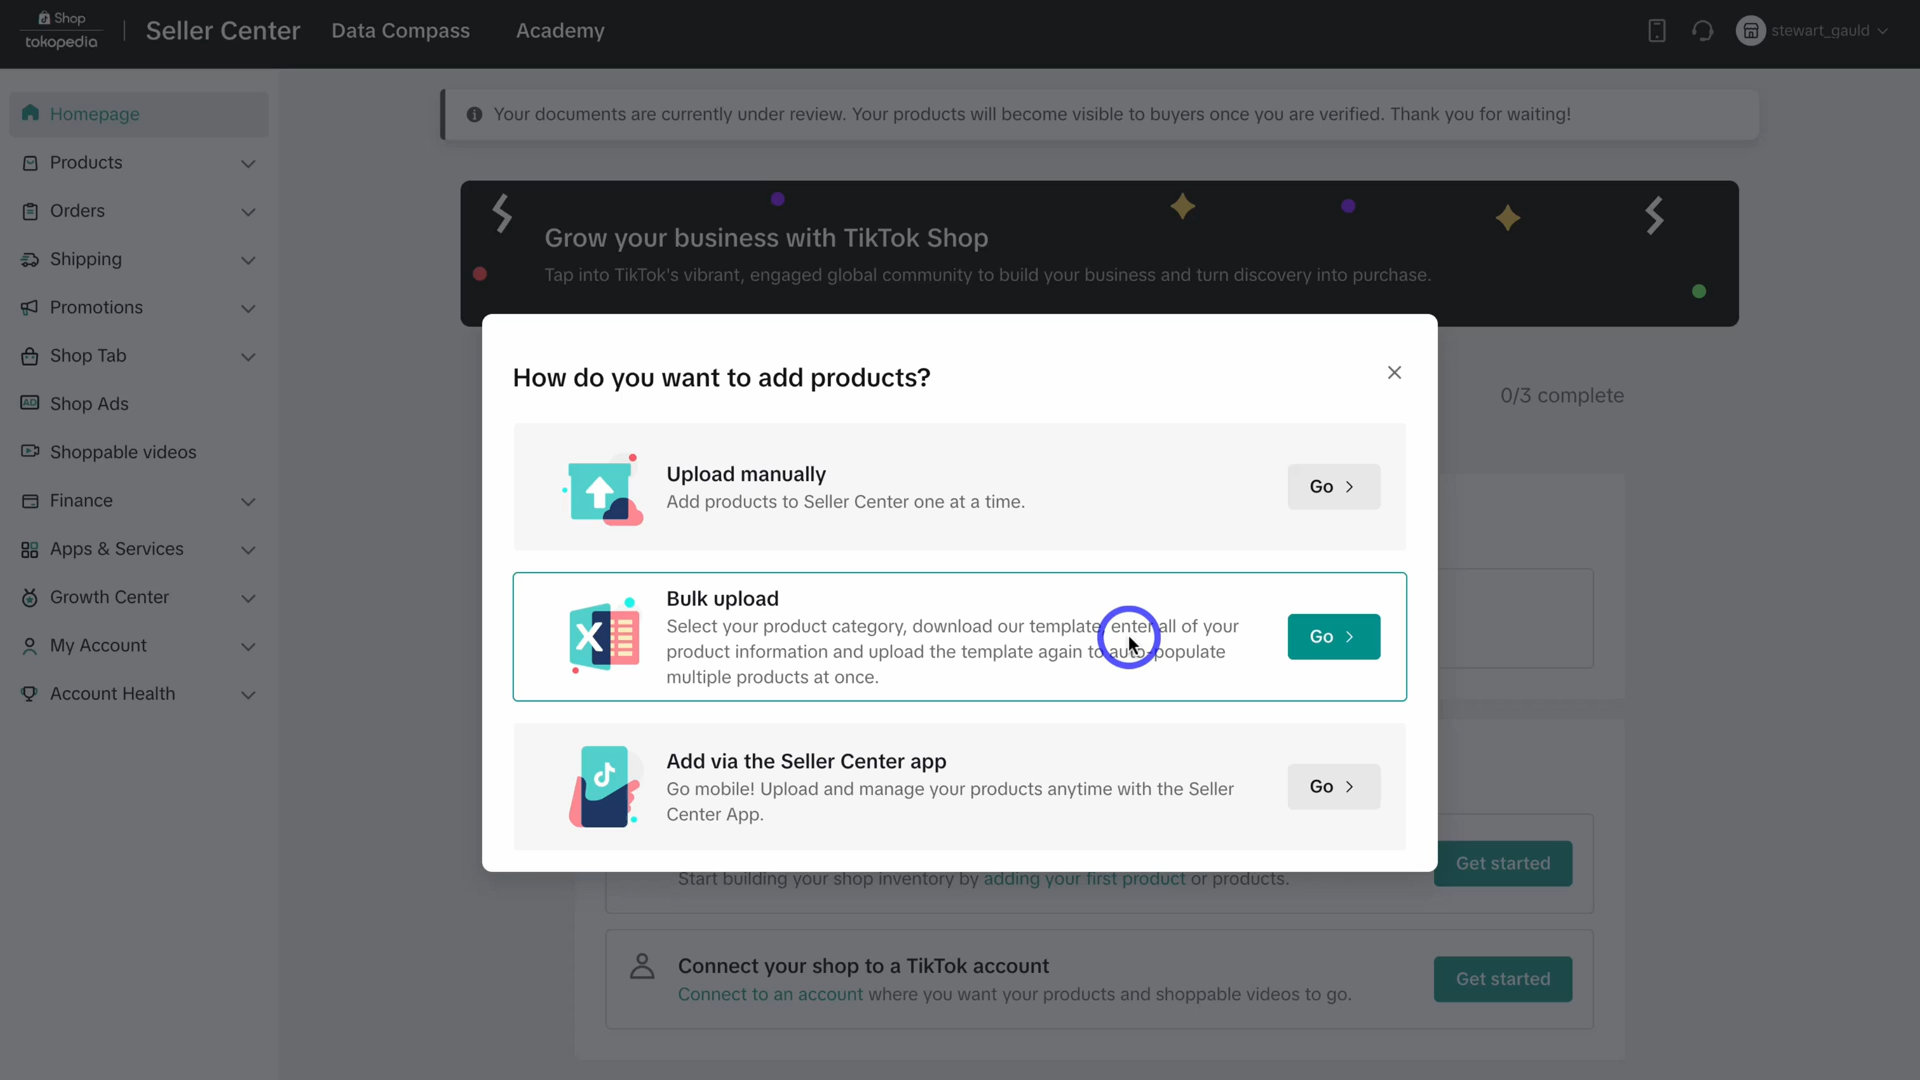 Shop
tokopedia
Seller Center
Data Compass
Academy
stewart_gauld
Homepage
Products
Orders
Shipping
Promotions
Shop Tab
AD
Shop Ads
Shoppable videos
Finance
Apps & Services
Growth Center
My Account
Account Health
Your documents are currently under review. Your products will become visible to buyers once you are verified. Thank you for waiting!
Grow your business with TikTok Shop
Tap into TikTok's vibrant, engaged global community to build your business and turn discovery into purchase.
0/3 complete
How do you want to add products?
Upload manually
Add products to Seller Center one at a time.
Go
X
Bulk upload
Select your product category, download our template, enter all of your
product information and upload the template again to auto-populate
multiple products at once.
Go
Add via the Seller Center app
Go mobile! Upload and manage your products anytime with the Seller
Center App.
Go
Start building your shop inventory by adding your first product or products.
Get started
Connect your shop to a TikTok account
Connect to an account where you want your products and shoppable videos to go.
Get started